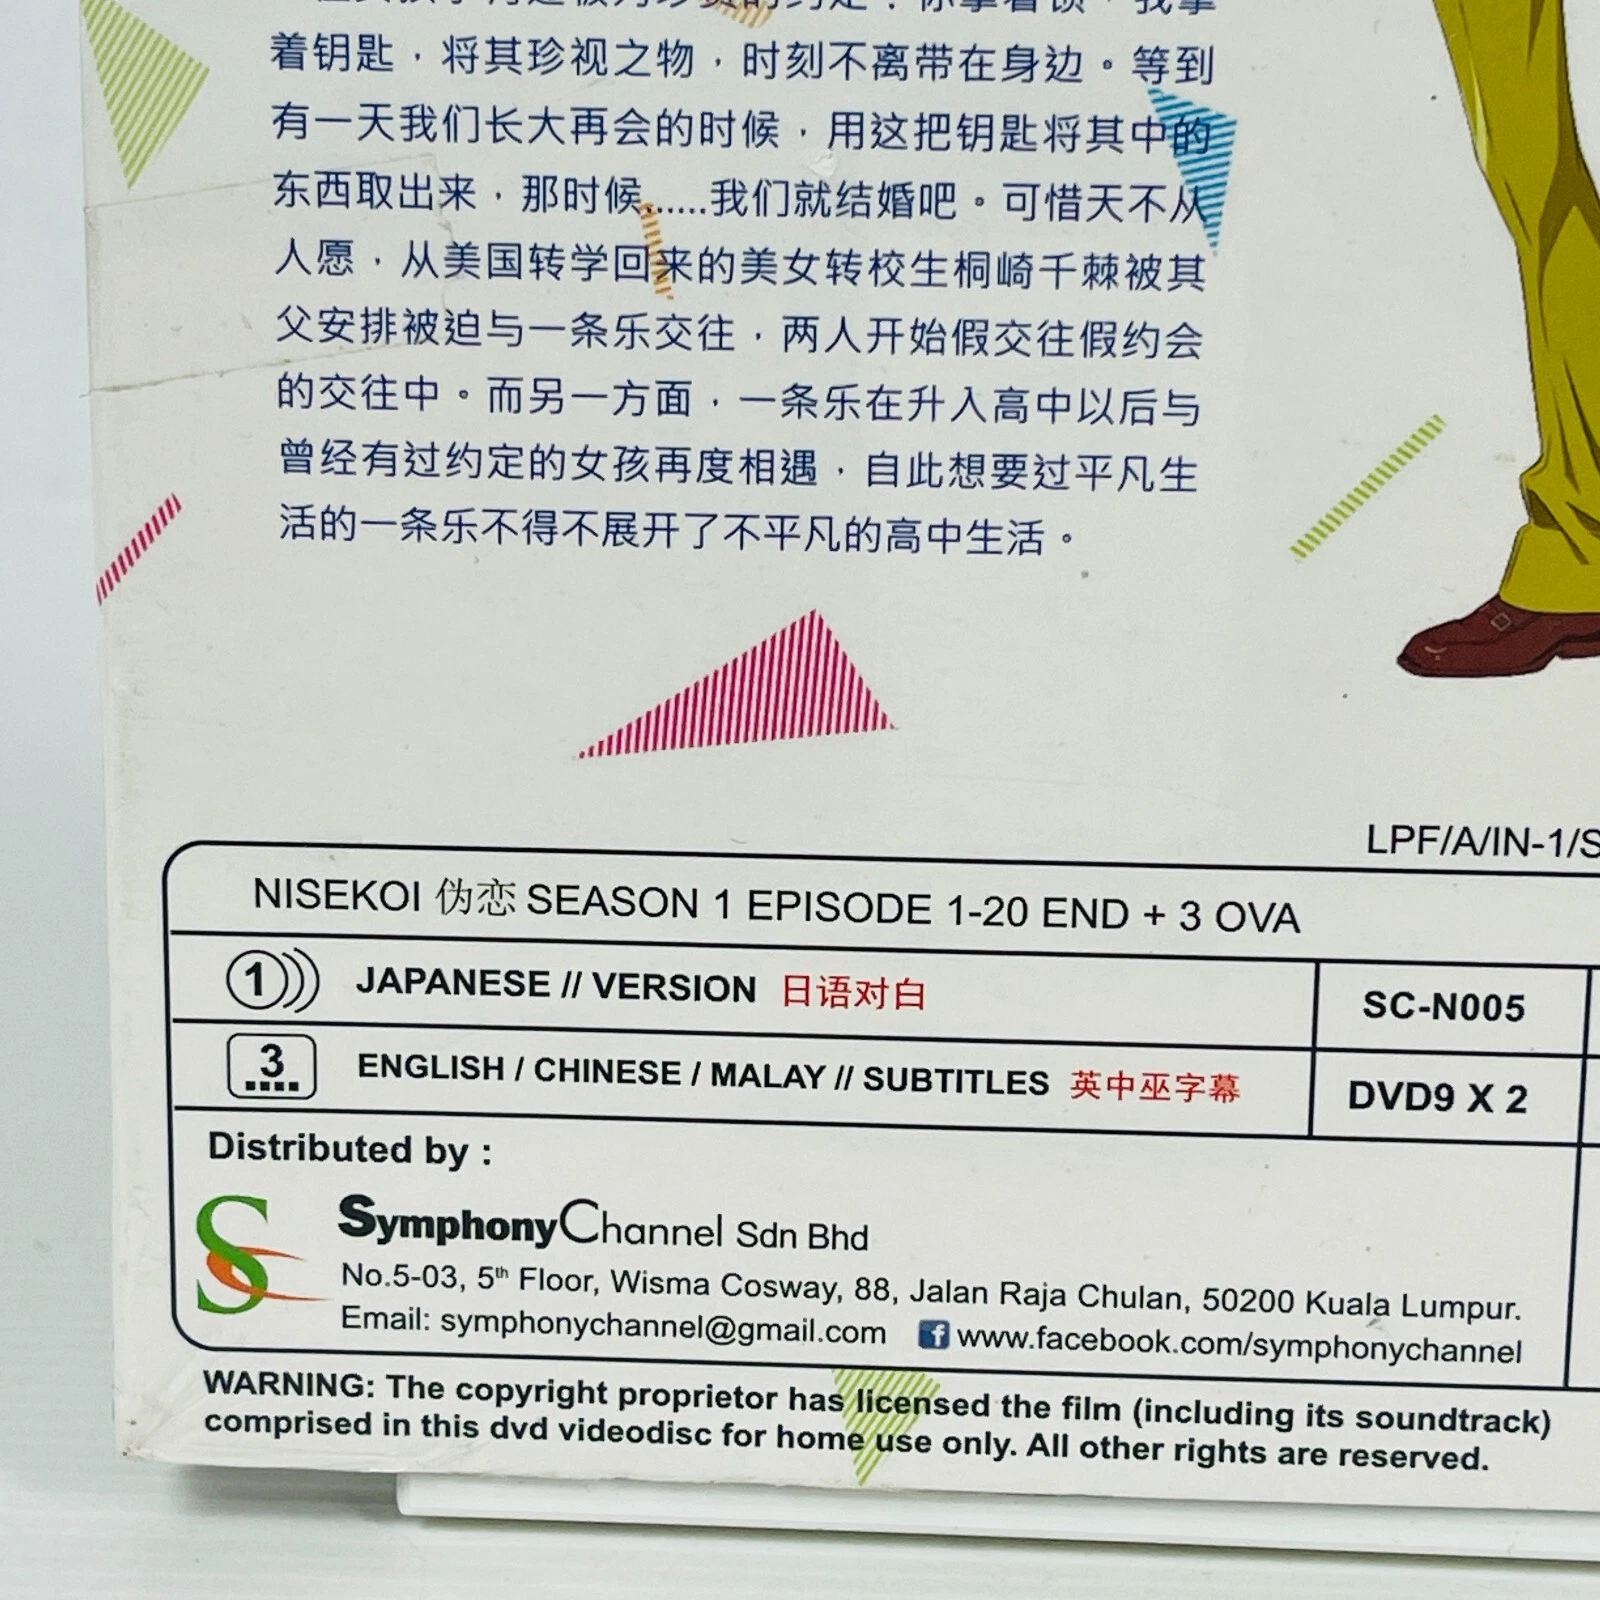 着钥匙，将其珍视之物，时刻不离带在身边。等到
有一天我们长大再会的时候，用这把钥匙将其中的
东西取出来，那时候……我们就结婚吧。可惜天不从
人愿，从美国转学回来的美女转校生桐崎千棘被其
父安排被迫与一条乐交往，两人开始假交往假约会
的交往中。而另一方面，一条乐在升入高中以后与
曾经有过约定的女孩再度相遇，自此想要过平凡生
活的一条乐不得不展开了不平凡的高中生活。
LPF/A/IN-1/S
NISEKOI 伪恋 SEASON 1 EPISODE 1-20 END + 3 OVA
1 JAPANESE // VERSION 日语对白 SC-N005
3 ENGLISH / CHINESE / MALAY // SUBTITLES 英中巫字幕 DVD9 X 2
Distributed by :
SymphonyChannel Sdn Bhd
No.5-03, 5th Floor, Wisma Cosway, 88, Jalan Raja Chulan, 50200 Kuala Lumpur.
Email: symphonychannel@gmail.com www.facebook.com/symphonychannel
WARNING: The copyright proprietor has licensed the film (including its soundtrack)
comprised in this dvd videodisc for home use only. All other rights are reserved.